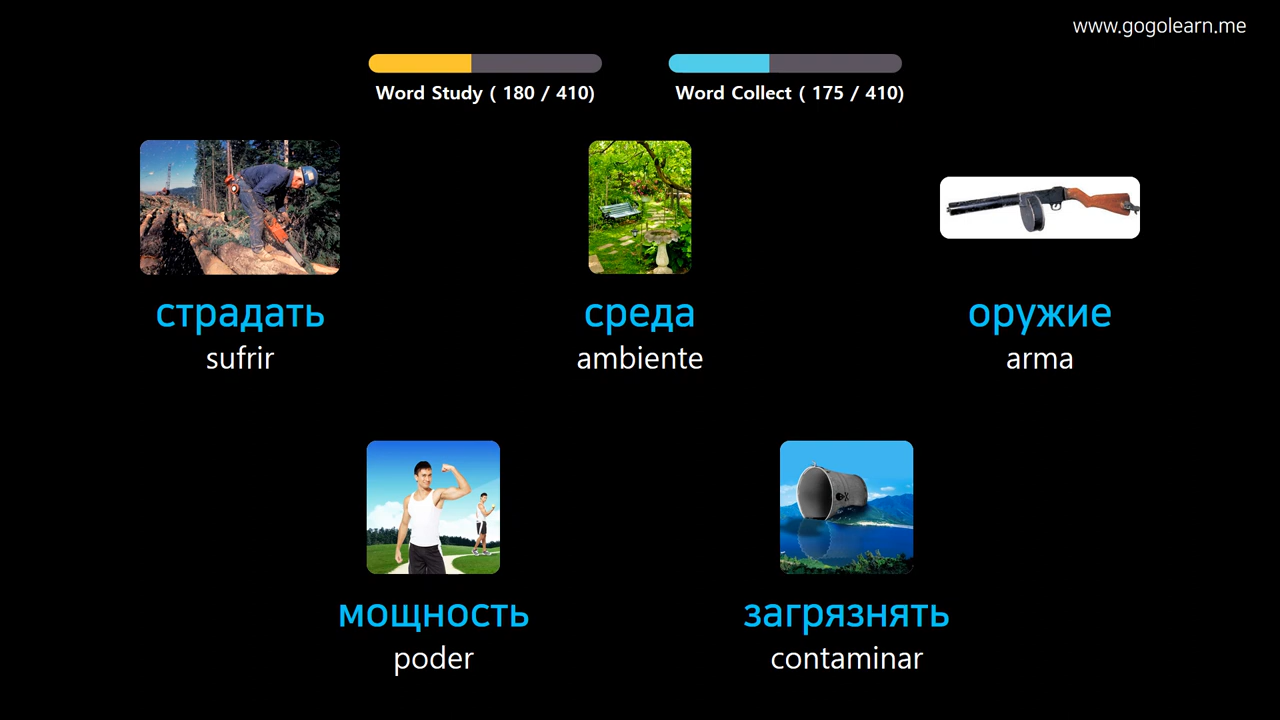 www.gogolearn.me
Word Study ( 180 / 410)
Word Collect ( 175 / 410)
страдать
sufrir
среда
ambiente
оружие
arma
мощность
poder
загрязнять
contaminar